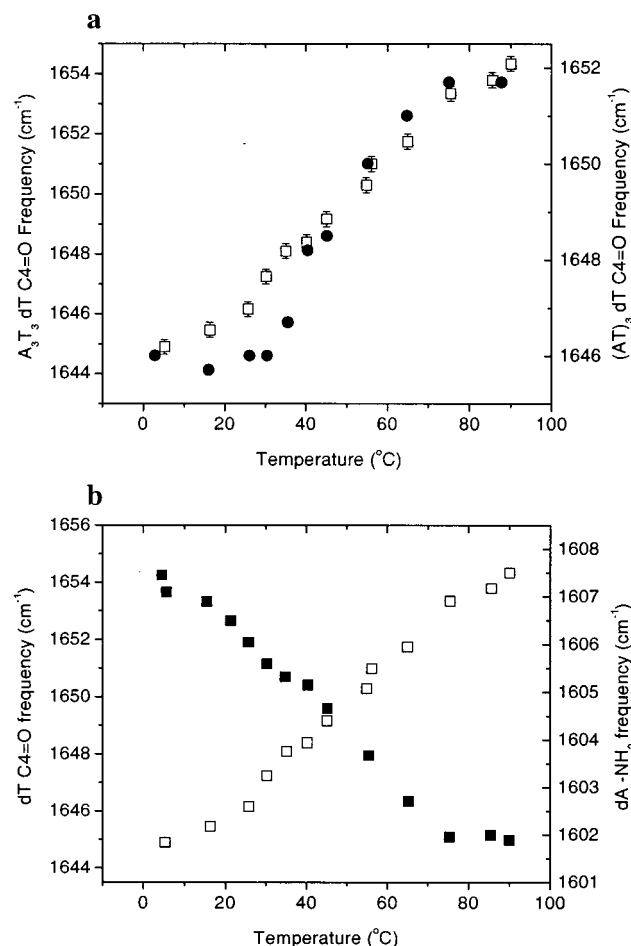 a
A₃T₃ dT C4=O Frequency (cm⁻¹)
1654
1652
1650
1648
1646
1644
1652
1650
1648
1646
(AT)₃ dT C4=O Frequency (cm⁻¹)
0 20 40 60 80 100
Temperature (°C)
b
dT C4=O frequency (cm⁻¹)
1656
1654
1652
1650
1648
1646
1644
1608
1607
1606
1605
1604
1603
1602
1601
dA -NH₂ frequency (cm⁻¹)
0 20 40 60 80 100
Temperature (°C)